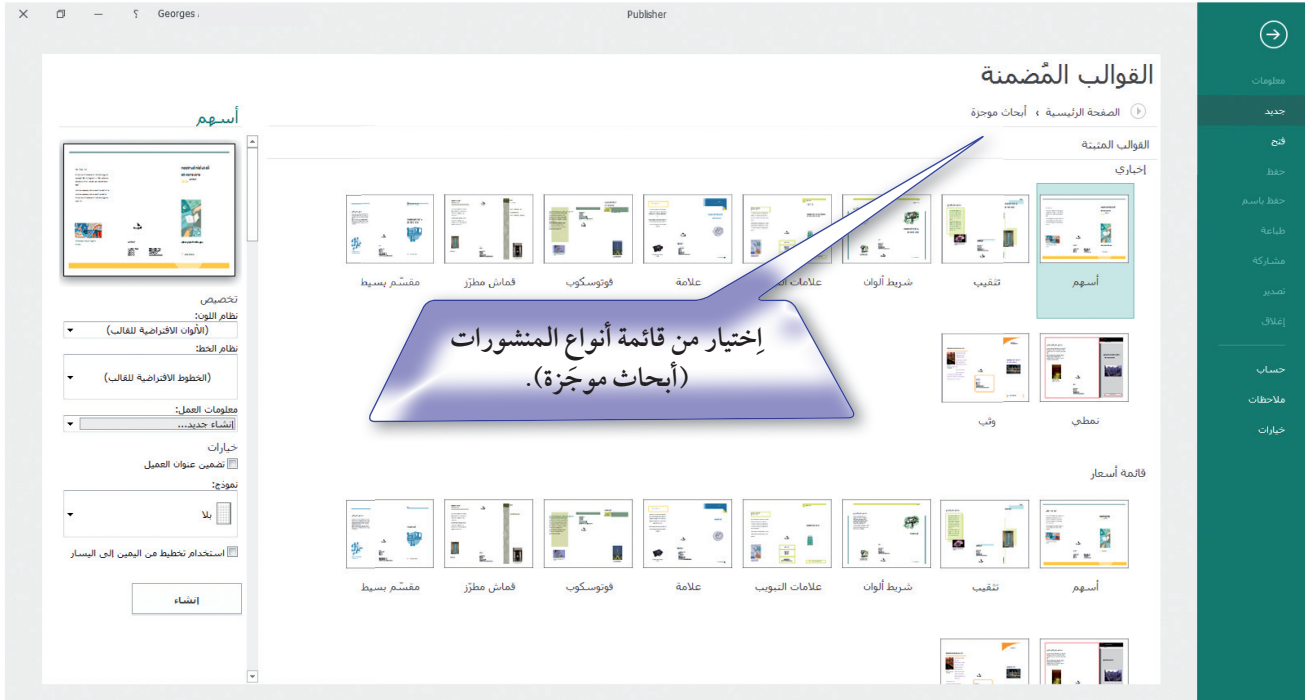 Publisher
Georges
؟
معلومات
جديد
فتح
حفظ
حفظ باسم
طباعة
مشاركة
تصدير
إغلاق
حساب
ملاحظات
خيارات
القوالب المُضمنة
الصفحة الرئيسية › أبحاث موجزة
القوالب المثبتة
إخباري
أسهم
تثقيب
شريط ألوان
علامات
علامة
فوتوسكوب
قماش مطرّز
مقسّم بسيط
نمطي
وثب
إِختيار من قائمة أنواع المنشورات
(أبحاث موجَزة).
قائمة أسعار
أسهم
تثقيب
شريط ألوان
علامات التبويب
علامة
فوتوسكوب
قماش مطرّز
مقسّم بسيط
أسهم
تخصيص
نظام اللون:
(الألوان الافتراضية للقالب)
نظام الخط:
(الخطوط الافتراضية للقالب)
معلومات العمل:
إنشاء جديد...
خيارات
تضمين عنوان العميل
نموذج:
بلا
استخدام تخطيط من اليمين إلى اليسار
إنشاء